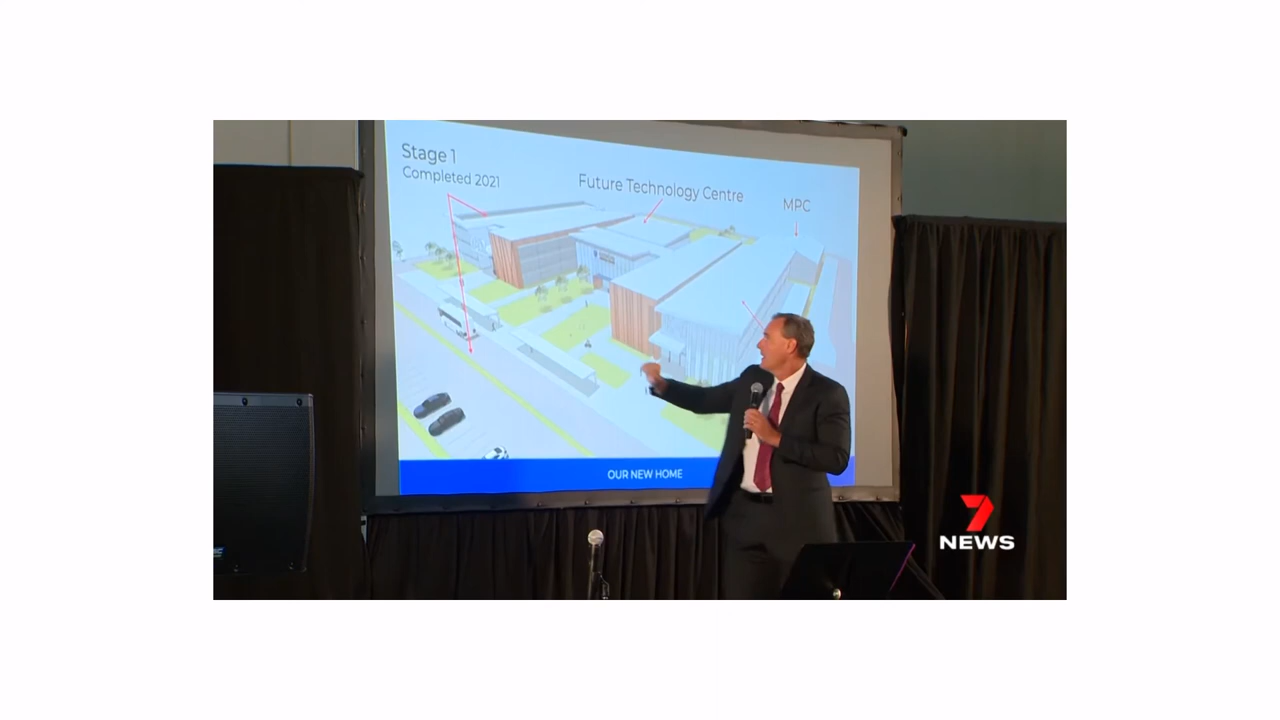 Stage 1
Completed 2021
Future Technology Centre
MPC
OUR NEW HOME
7
NEWS